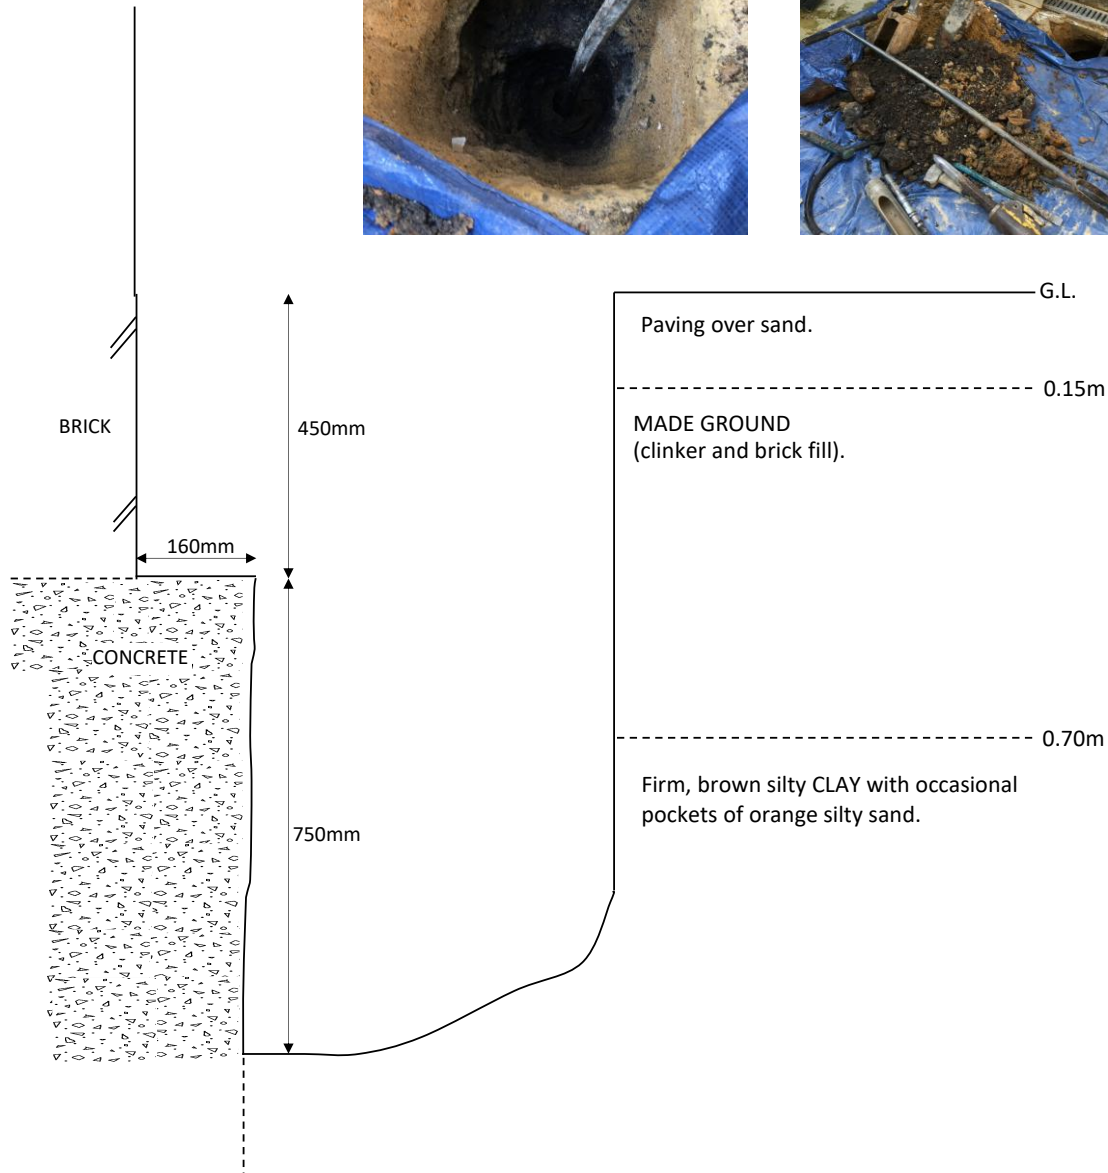 G.L.
Paving over sand.
0.15m
BRICK
450mm
MADE GROUND
(clinker and brick fill).
160mm
CONCRETE
0.70m
Firm, brown silty CLAY with occasional
pockets of orange silty sand.
750mm